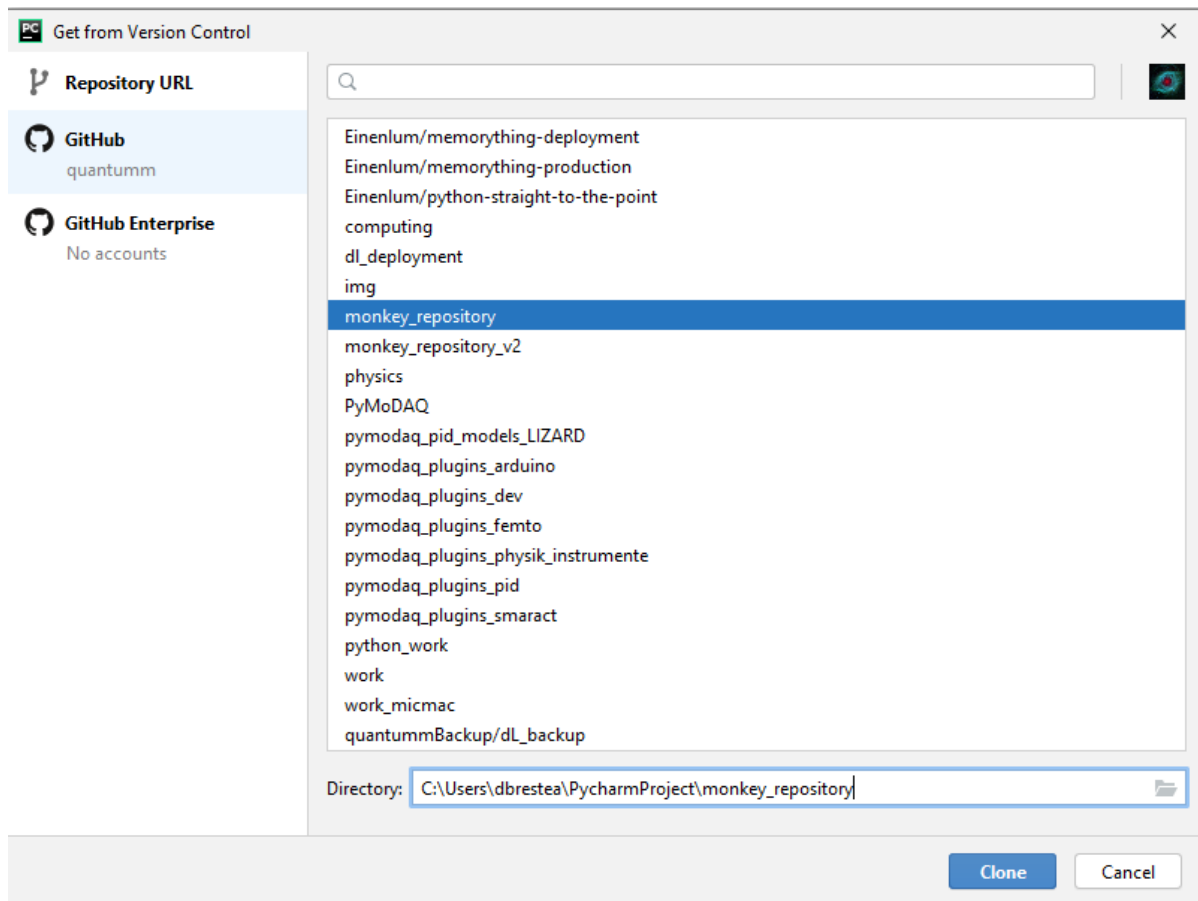 PC Get from Version Control
Repository URL
GitHub
quantumm
GitHub Enterprise
No accounts
Einenlum/memorything-deployment
Einenlum/memorything-production
Einenlum/python-straight-to-the-point
computing
dl_deployment
img
monkey_repository
monkey_repository_v2
physics
PyMoDAQ
pymodaq_pid_models_LIZARD
pymodaq_plugins_arduino
pymodaq_plugins_dev
pymodaq_plugins_femto
pymodaq_plugins_physik_instrumente
pymodaq_plugins_pid
pymodaq_plugins_smaract
python_work
work
work_micmac
quantummBackup/dL_backup
Directory: C:\Users\dbrestea\PycharmProject\monkey_repository
Clone Cancel